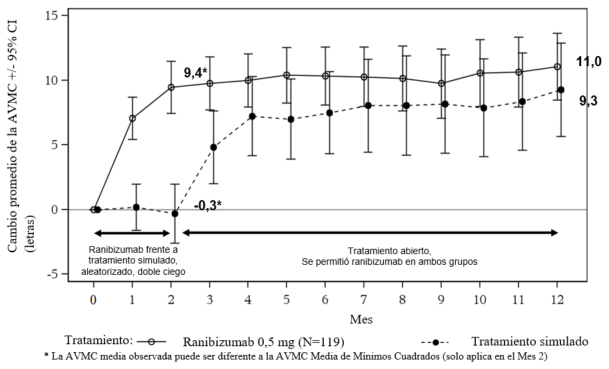 Cambio promedio de la AVMC +/- 95% CI
(letras)
15
10
5
0
-5
9,4*
-0,3*
11,0
9,3
Ranibizumab frente a
tratamiento simulado,
aleatorizado, doble ciego
Tratamiento abierto,
Se permitió ranibizumab en ambos grupos
0 1 2 3 4 5 6 7 8 9 10 11 12
Mes
Tratamiento: Ranibizumab 0,5 mg (N=119) Tratamiento simulado
* La AVMC media observada puede ser diferente a la AVMC Media de Mínimos Cuadrados (solo aplica en el Mes 2)